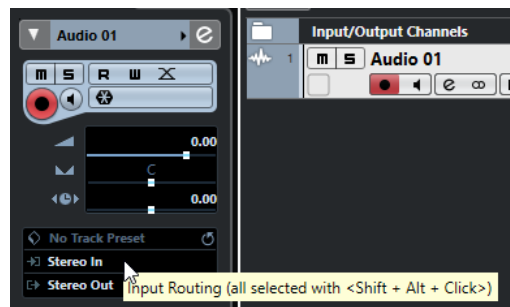 Audio 01
m S R W
0.00
C
0.00
No Track Preset
Stereo In
Stereo Out
Input Routing (all selected with <Shift + Alt + Click>)
Input/Output Channels
1 m S Audio 01
e